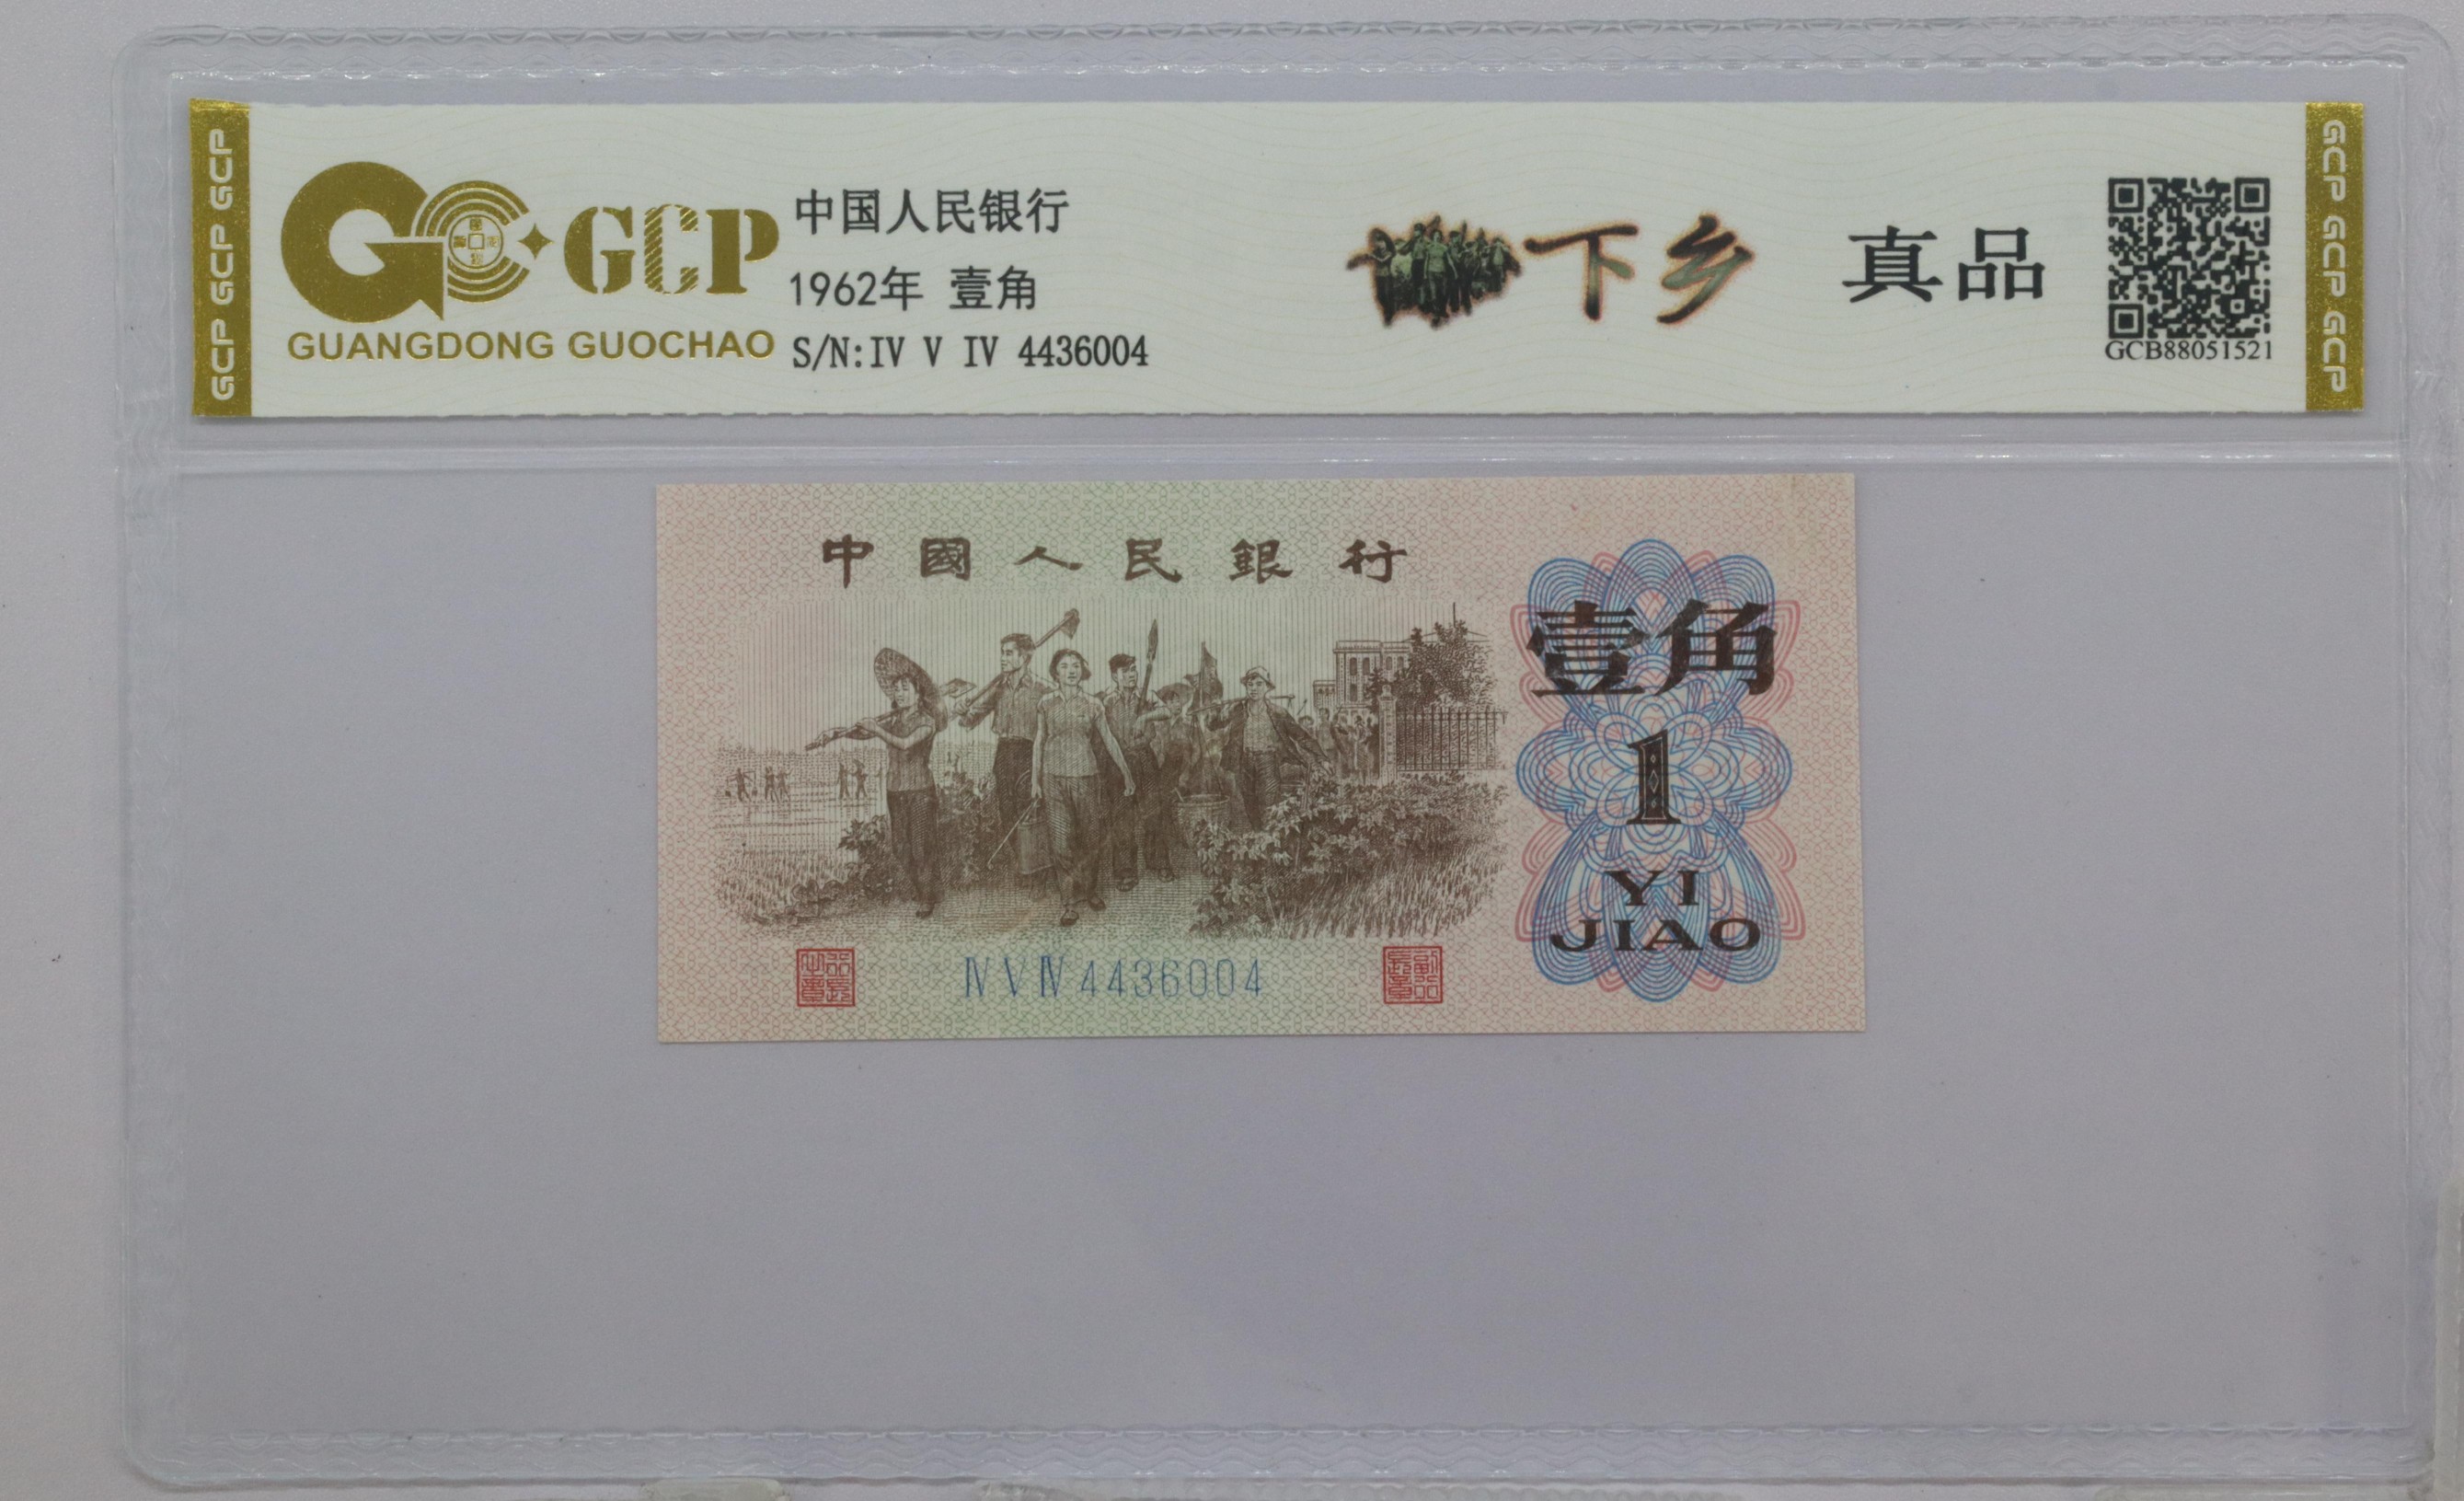 GCP GCP GCP
GCP
GUANGDONG GUOCHAO
中国人民银行
1962年 壹角
S/N:IV V IV 4436004
下乡
真品
GCB88051521
GCP GCP GCP
中國人民銀行
壹角
1
YI
JIAO
Ⅳ Ⅴ Ⅳ 4436004